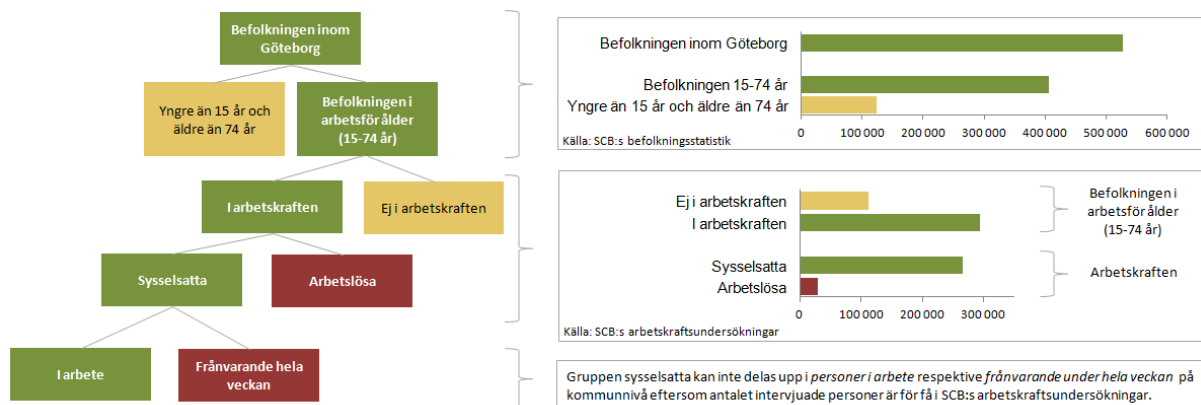 Befolkningen inom
Göteborg
Yngre än 15 år och
äldre än 74 år
Befolkningen i
arbetsför ålder
(15-74 år)
I arbetskraften
Ej i arbetskraften
Sysselsatta
Arbetslösa
I arbete
Frånvarande hela
veckan
Befolkningen inom Göteborg
Befolkningen 15-74 år
Yngre än 15 år och äldre än 74 år
0 100 000 200 000 300 000 400 000 500 000 600 000
Källa: SCB:s befolkningsstatistik
Ej i arbetskraften
I arbetskraften
Befolkningen i
arbetsför ålder
(15-74 år)
Sysselsatta
Arbetslösa
Arbetskraften
0 100 000 200 000 300 000
Källa: SCB:s arbetskraftsundersökningar
Gruppen sysselsatta kan inte delas upp i personer i arbete respektive frånvarande under hela veckan på
kommunnivå eftersom antalet intervjuade personer är för få i SCB:s arbetskraftsundersökningar.